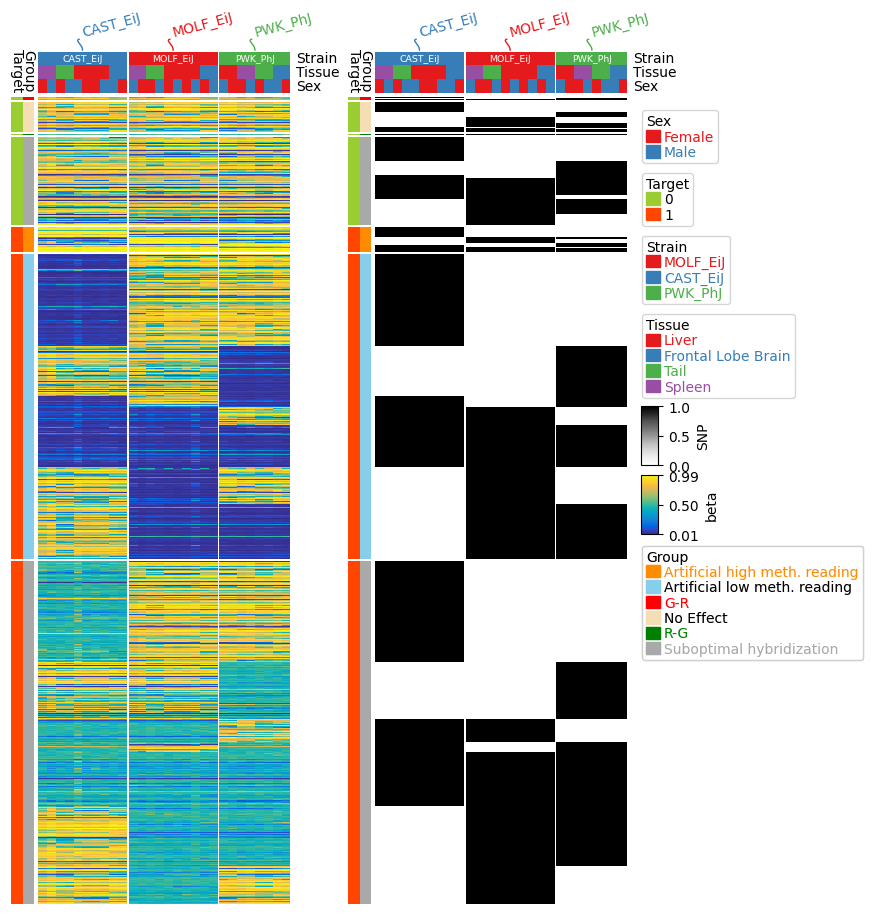 CAST_EiJ MOLF_EiJ PWK_PhJ CAST_EiJ MOLF_EiJ PWK_PhJ
CAST_EiJ MOLF_EiJ PWK_PhJ Strain CAST_EiJ MOLF_EiJ PWK_PhJ Strain
Tissue Tissue
Target Group Sex Target Group Sex
Sex
Female
Male
Target
0
1
Strain
MOLF_EiJ
CAST_EiJ
PWK_PhJ
Tissue
Liver
Frontal Lobe Brain
Tail
Spleen
1.0
0.5
0.0
SNP
0.99
0.50
0.01
beta
Group
Artificial high meth. reading
Artificial low meth. reading
G-R
No Effect
R-G
Suboptimal hybridization